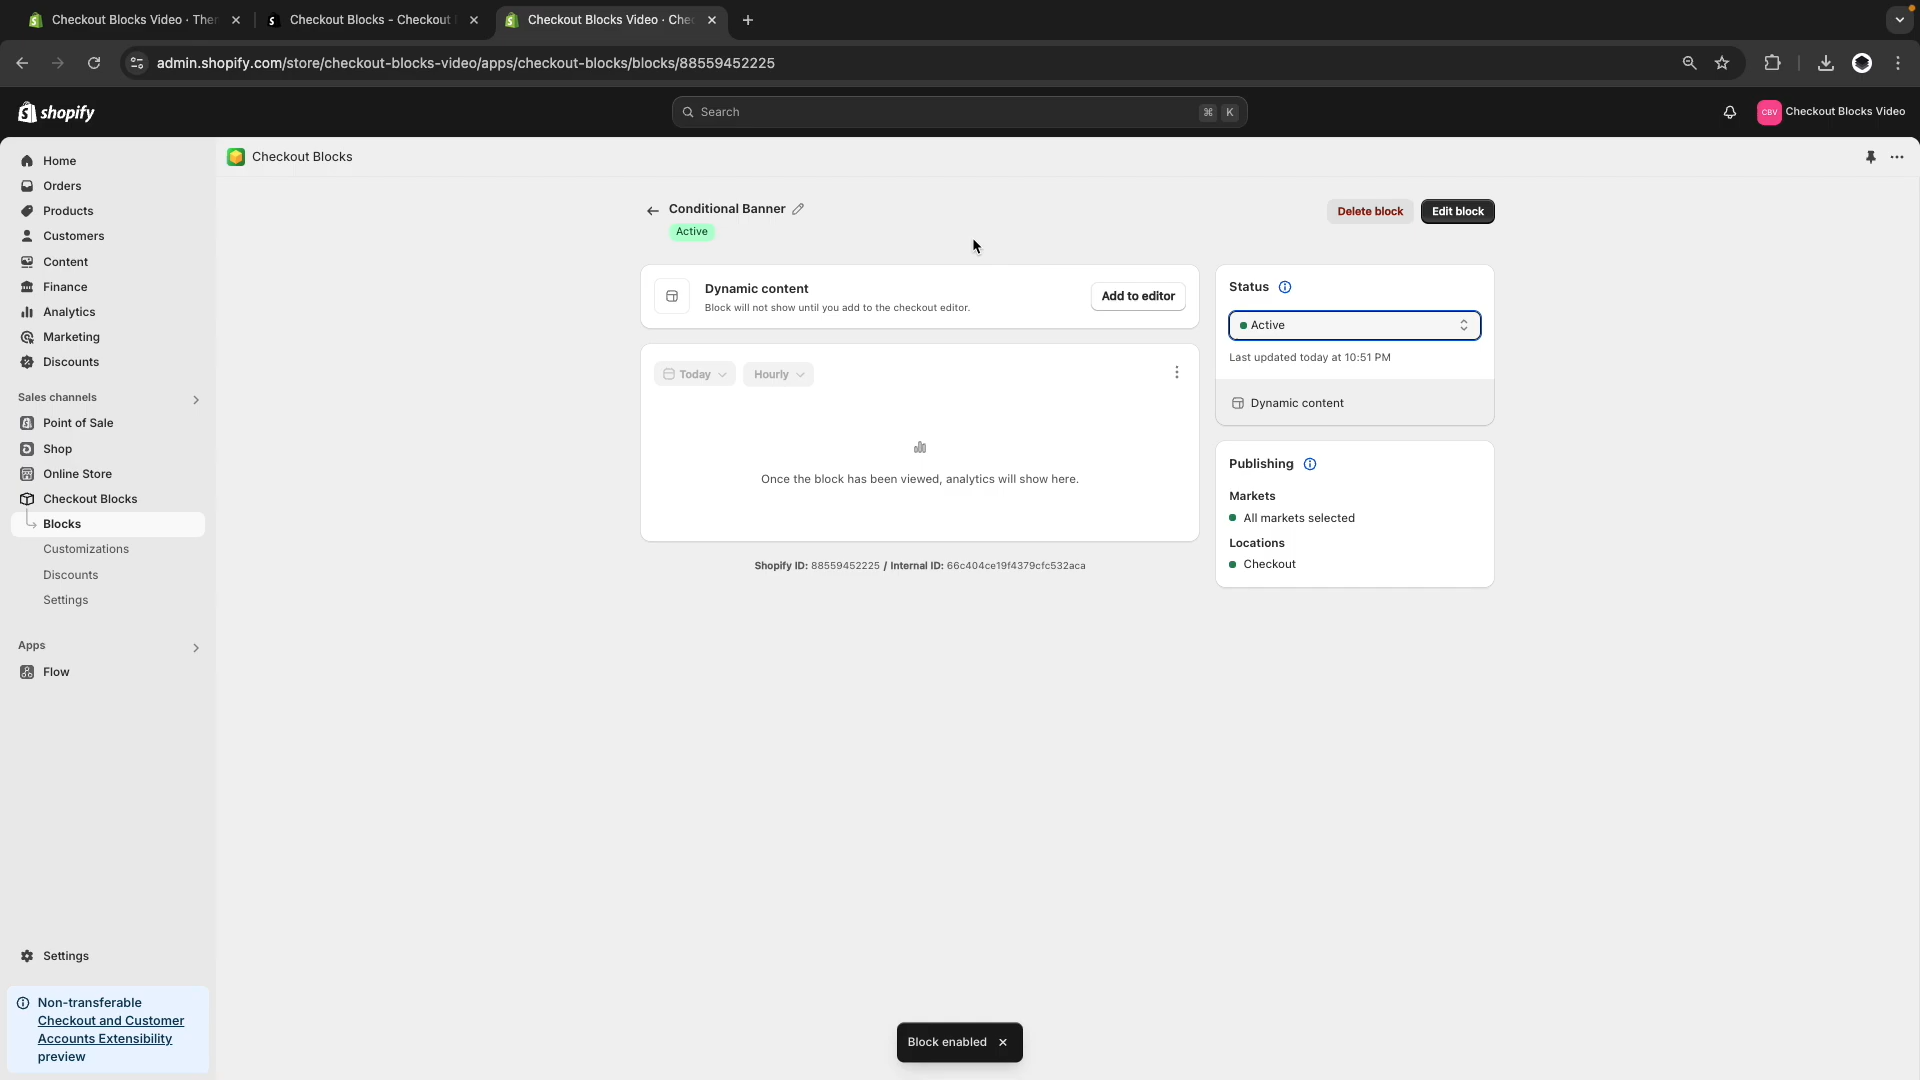 Checkout Blocks Video · Ther
Checkout Blocks - Checkout
Checkout Blocks Video · Chec
admin.shopify.com/store/checkout-blocks-video/apps/checkout-blocks/blocks/88559452225
shopify
Search
⌘ K
CBV
Checkout Blocks Video
Home
Orders
Products
Customers
Content
Finance
Analytics
Marketing
Discounts
Sales channels
Point of Sale
Shop
Online Store
Checkout Blocks
Blocks
Customizations
Discounts
Settings
Apps
Flow
Settings
Non-transferable
Checkout and Customer
Accounts Extensibility
preview
Checkout Blocks
Conditional Banner
Active
Delete block
Edit block
Dynamic content
Block will not show until you add to the checkout editor.
Add to editor
Today
Hourly
Once the block has been viewed, analytics will show here.
Shopify ID: 88559452225 / Internal ID: 66c404ce19f4379cfc532aca
Status
Active
Last updated today at 10:51 PM
Dynamic content
Publishing
Markets
All markets selected
Locations
Checkout
Block enabled